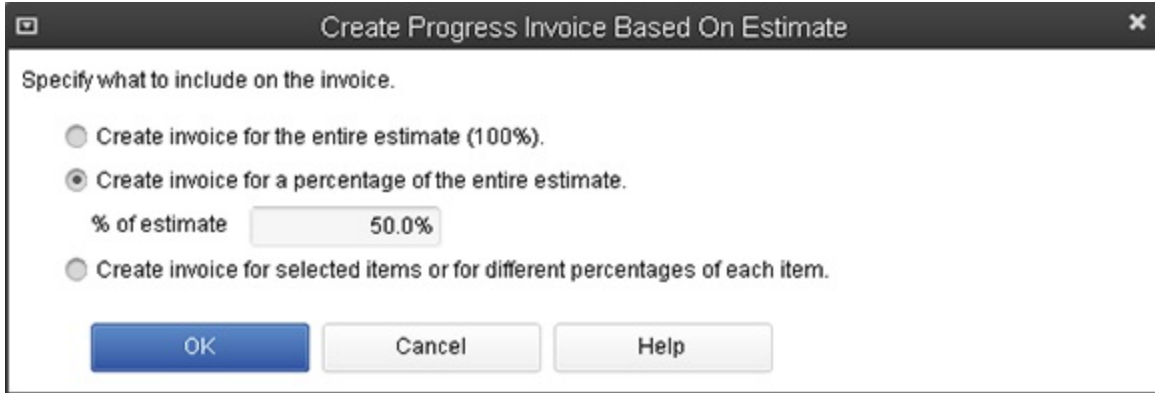 Create Progress Invoice Based On Estimate
Specify what to include on the invoice.
Create invoice for the entire estimate (100%).
Create invoice for a percentage of the entire estimate.
% of estimate 50.0%
Create invoice for selected items or for different percentages of each item.
OK Cancel Help